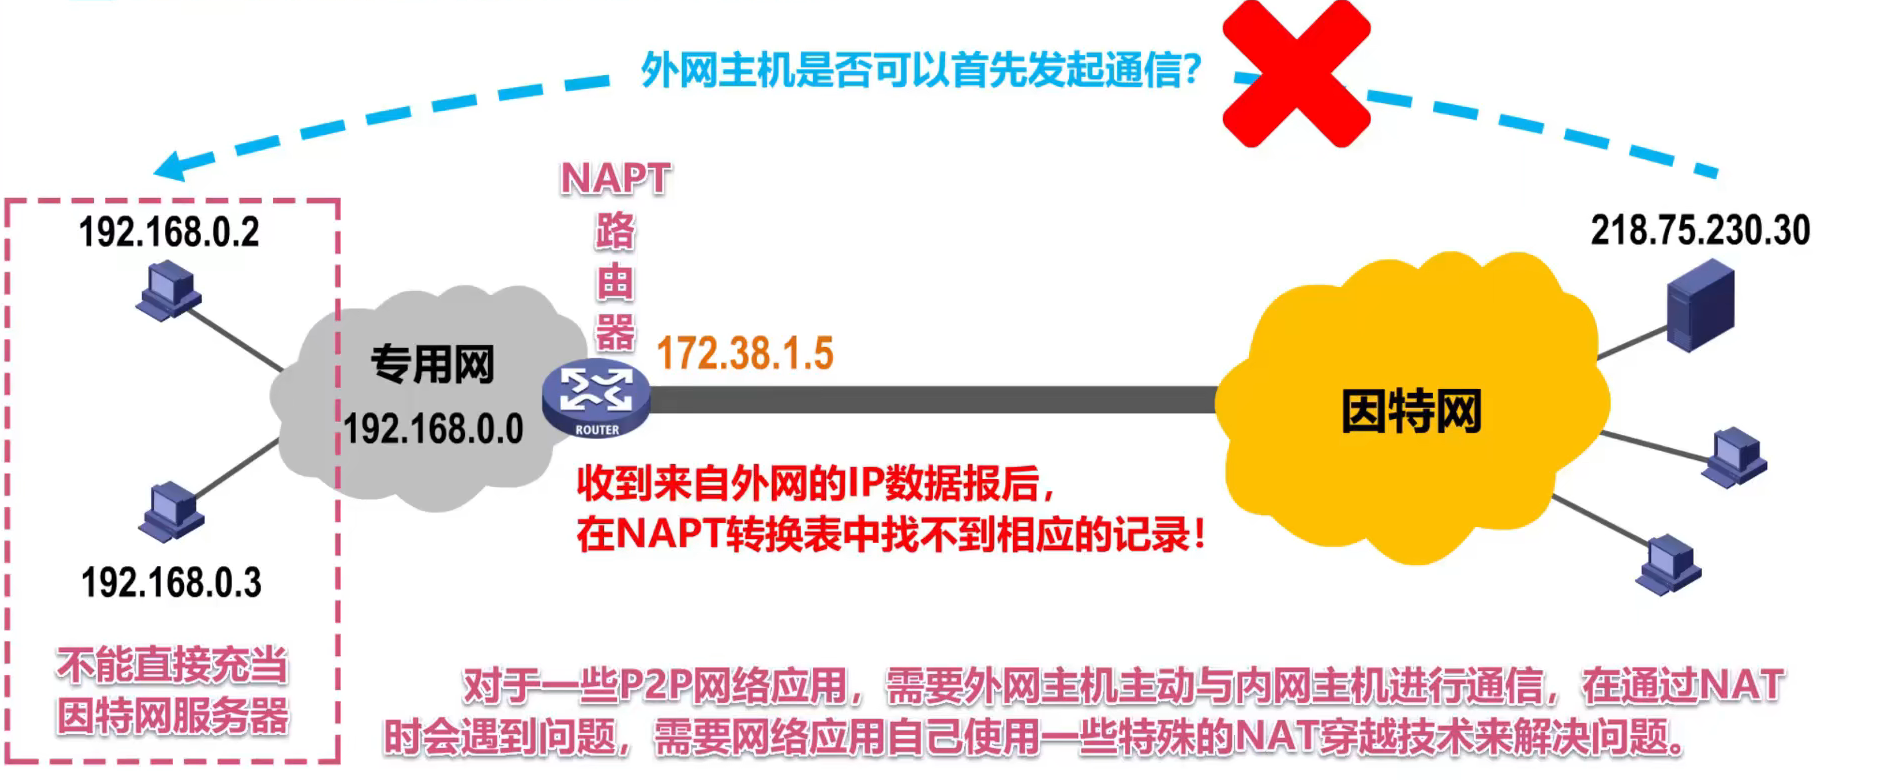 外网主机是否可以首先发起通信?
NAPT
路
由
器
192.168.0.2
218.75.230.30
172.38.1.5
专用网
192.168.0.0
ROUTER
因特网
收到来自外网的IP数据报后，
在NAPT转换表中找不到相应的记录！
192.168.0.3
不能直接充当
因特网服务器
对于一些P2P网络应用，需要外网主机主动与内网主机进行通信，在通过NAT
时会遇到问题，需要网络应用自己使用一些特殊的NAT穿越技术来解决问题。